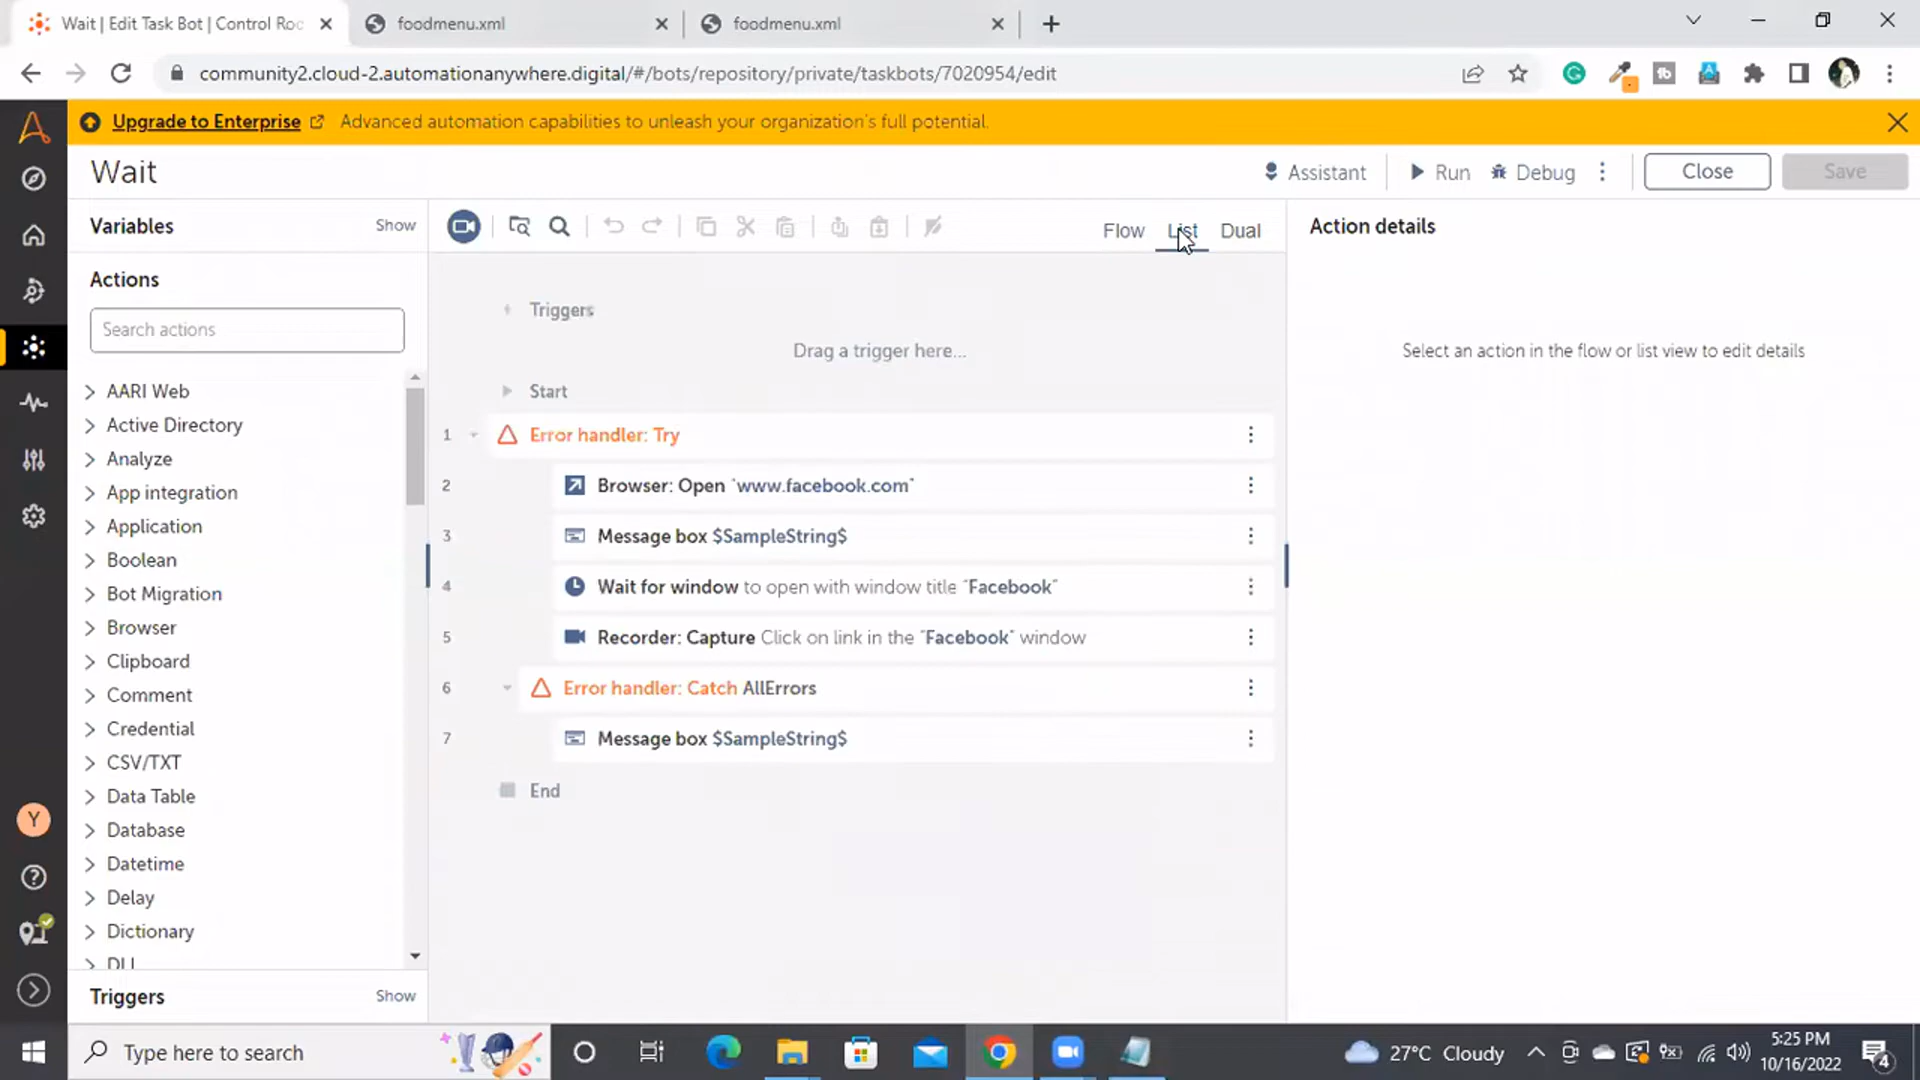 Wait | Edit Task Bot | Control Roo
foodmenu.xml
foodmenu.xml
community2.cloud-2.automationanywhere.digital/#/bots/repository/private/taskbots/7020954/edit
Upgrade to Enterprise
Advanced automation capabilities to unleash your organization's full potential.
Wait
Assistant
Run
Debug
Close
Save
Variables
Show
Flow
List
Dual
Action details
Actions
Search actions
AARI Web
Active Directory
Analyze
App integration
Application
Boolean
Bot Migration
Browser
Clipboard
Comment
Credential
CSV/TXT
Data Table
Database
Datetime
Delay
Dictionary
DLL
Triggers
Show
Triggers
Drag a trigger here...
Start
1 Error handler: Try
2 Browser: Open "www.facebook.com"
3 Message box $SampleString$
4 Wait for window to open with window title "Facebook"
5 Recorder: Capture Click on link in the "Facebook" window
6 Error handler: Catch AllErrors
7 Message box $SampleString$
End
Select an action in the flow or list view to edit details
Y
Type here to search
27°C Cloudy
5:25 PM
10/16/2022
4